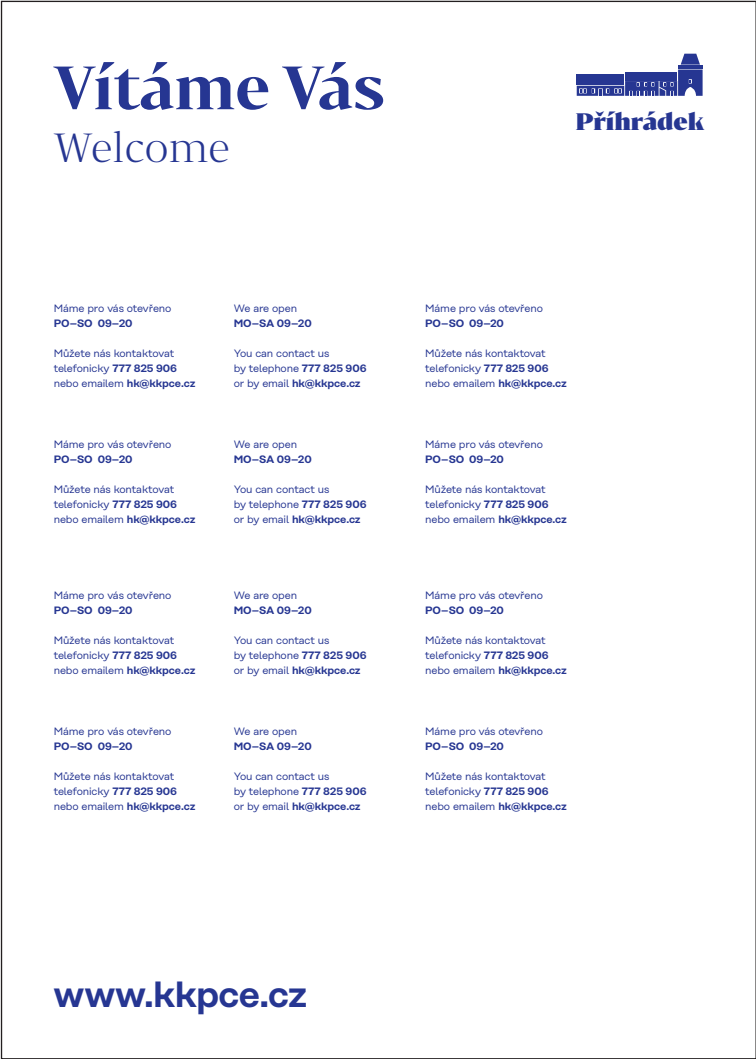 Vítáme Vás
Welcome
Příhrádek
Máme pro vás otevřeno
PO–SO 09–20
Můžete nás kontaktovat
telefonicky 777 825 906
nebo emailem hk@kkpce.cz
We are open
MO–SA 09–20
You can contact us
by telephone 777 825 906
or by email hk@kkpce.cz
Máme pro vás otevřeno
PO–SO 09–20
Můžete nás kontaktovat
telefonicky 777 825 906
nebo emailem hk@kkpce.cz
Máme pro vás otevřeno
PO–SO 09–20
Můžete nás kontaktovat
telefonicky 777 825 906
nebo emailem hk@kkpce.cz
We are open
MO–SA 09–20
You can contact us
by telephone 777 825 906
or by email hk@kkpce.cz
Máme pro vás otevřeno
PO–SO 09–20
Můžete nás kontaktovat
telefonicky 777 825 906
nebo emailem hk@kkpce.cz
Máme pro vás otevřeno
PO–SO 09–20
Můžete nás kontaktovat
telefonicky 777 825 906
nebo emailem hk@kkpce.cz
We are open
MO–SA 09–20
You can contact us
by telephone 777 825 906
or by email hk@kkpce.cz
Máme pro vás otevřeno
PO–SO 09–20
Můžete nás kontaktovat
telefonicky 777 825 906
nebo emailem hk@kkpce.cz
Máme pro vás otevřeno
PO–SO 09–20
Můžete nás kontaktovat
telefonicky 777 825 906
nebo emailem hk@kkpce.cz
We are open
MO–SA 09–20
You can contact us
by telephone 777 825 906
or by email hk@kkpce.cz
Máme pro vás otevřeno
PO–SO 09–20
Můžete nás kontaktovat
telefonicky 777 825 906
nebo emailem hk@kkpce.cz
www.kkpce.cz